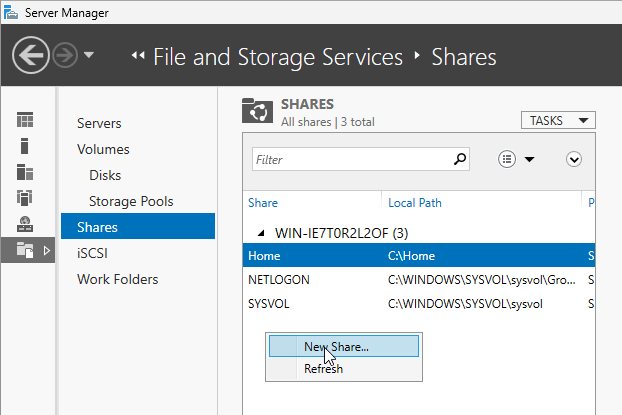 Server Manager
File and Storage Services Shares
Servers
Volumes
Disks
Storage Pools
Shares
iSCSI
Work Folders
SHARES
All shares | 3 total
TASKS
Filter
Share Local Path P
WIN-IE7T0R2L2OF (3)
Home C:\Home S
NETLOGON C:\WINDOWS\SYSVOL\sysvol\Gro... S
SYSVOL C:\WINDOWS\SYSVOL\sysvol S
New Share...
Refresh